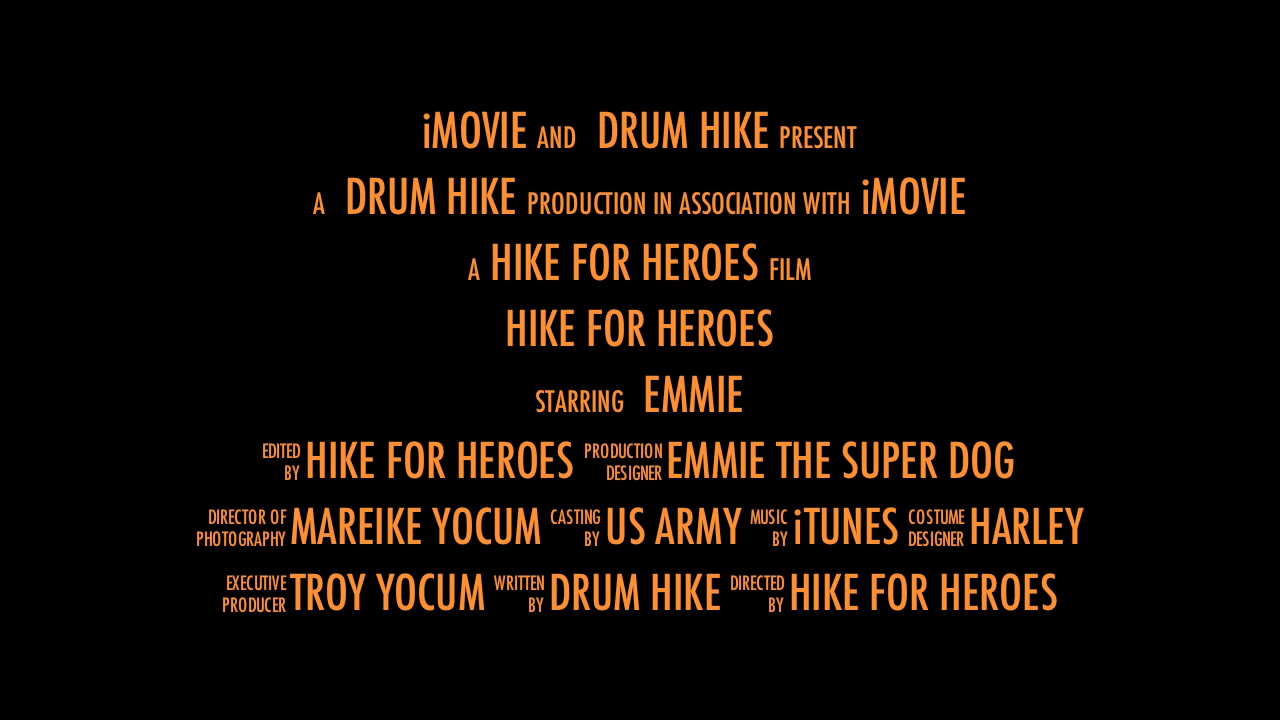 iMOVIE AND DRUM HIKE PRESENT
A DRUM HIKE PRODUCTION IN ASSOCIATION WITH iMOVIE
A HIKE FOR HEROES FILM
HIKE FOR HEROES
STARRING EMMIE
EDITED BY HIKE FOR HEROES PRODUCTION DESIGNER EMMIE THE SUPER DOG
DIRECTOR OF PHOTOGRAPHY MAREIKE YOCUM CASTING BY US ARMY MUSIC BY iTUNES COSTUME DESIGNER HARLEY
EXECUTIVE PRODUCER TROY YOCUM WRITTEN BY DRUM HIKE DIRECTED BY HIKE FOR HEROES